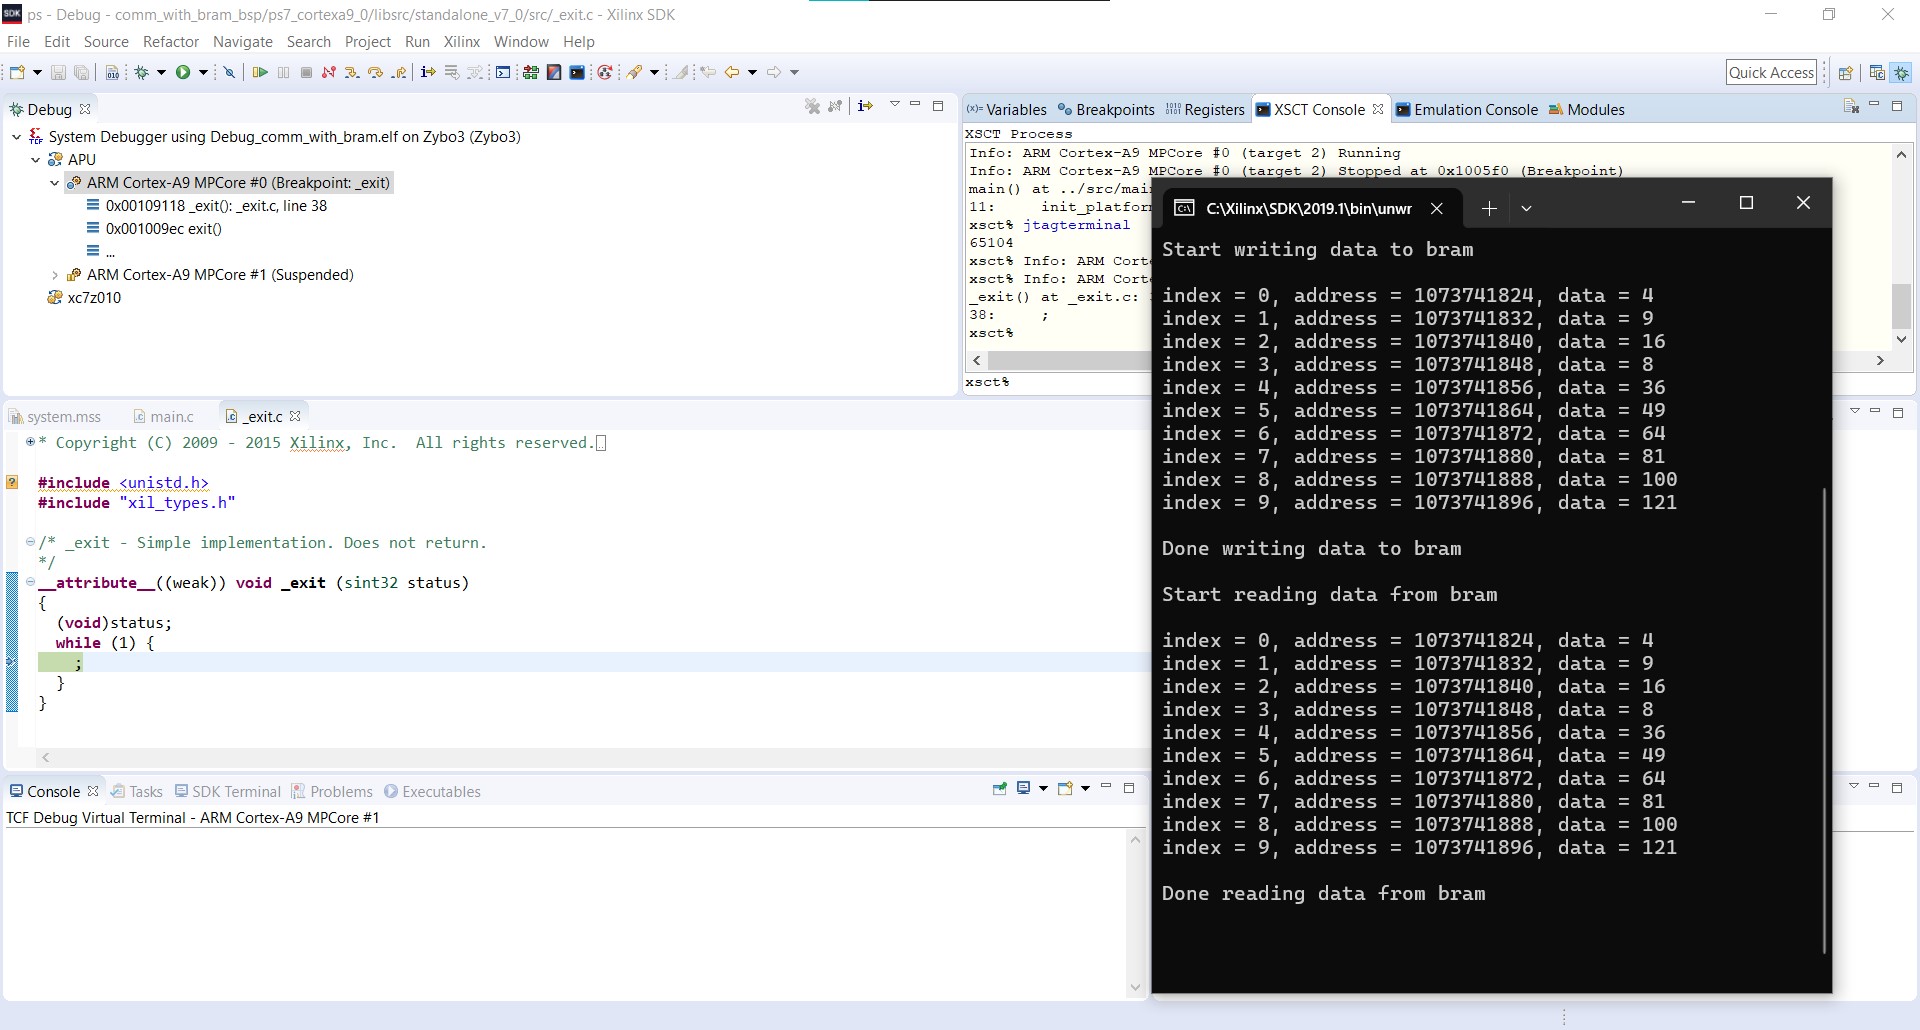 SDK ps - Debug - comm_with_bram_bsp/ps7_cortexa9_0/libsrc/standalone_v7_0/src/_exit.c - Xilinx SDK
File Edit Source Refactor Navigate Search Project Run Xilinx Window Help
Quick Access
Debug
System Debugger using Debug_comm_with_bram.elf on Zybo3 (Zybo3)
APU
ARM Cortex-A9 MPCore #0 (Breakpoint: _exit)
0x00109118 _exit(): _exit.c, line 38
0x001009ec exit()
...
ARM Cortex-A9 MPCore #1 (Suspended)
xc7z010
(x)= Variables Breakpoints Registers XSCT Console Emulation Console Modules
XSCT Process
Info: ARM Cortex-A9 MPCore #0 (target 2) Running
Info: ARM Cortex-A9 MPCore #0 (target 2) Stopped at 0x1005f0 (Breakpoint)
main() at ../src/mai
11: init_platfor
xsct% jtagterminal
65104
xsct% Info: ARM Corte
xsct% Info: ARM Corte
_exit() at _exit.c:
38: ;
xsct%
xsct%
system.mss main.c _exit.c
* Copyright (C) 2009 - 2015 Xilinx, Inc. All rights reserved.
#include <unistd.h>
#include "xil_types.h"
/* _exit - Simple implementation. Does not return.
*/
__attribute__((weak)) void _exit (sint32 status)
{
(void)status;
while (1) {
;
}
}
Console Tasks SDK Terminal Problems Executables
TCF Debug Virtual Terminal - ARM Cortex-A9 MPCore #1
C:\Xilinx\SDK\2019.1\bin\unwr
Start writing data to bram
index = 0, address = 1073741824, data = 4
index = 1, address = 1073741832, data = 9
index = 2, address = 1073741840, data = 16
index = 3, address = 1073741848, data = 8
index = 4, address = 1073741856, data = 36
index = 5, address = 1073741864, data = 49
index = 6, address = 1073741872, data = 64
index = 7, address = 1073741880, data = 81
index = 8, address = 1073741888, data = 100
index = 9, address = 1073741896, data = 121
Done writing data to bram
Start reading data from bram
index = 0, address = 1073741824, data = 4
index = 1, address = 1073741832, data = 9
index = 2, address = 1073741840, data = 16
index = 3, address = 1073741848, data = 8
index = 4, address = 1073741856, data = 36
index = 5, address = 1073741864, data = 49
index = 6, address = 1073741872, data = 64
index = 7, address = 1073741880, data = 81
index = 8, address = 1073741888, data = 100
index = 9, address = 1073741896, data = 121
Done reading data from bram